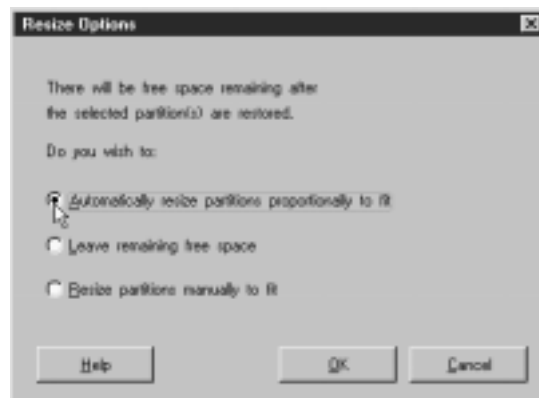 Resize Options
There will be free space remaining after
the selected partition(s) are restored.
Do you wish to:
Automatically resize partitions proportionally to fit
Leave remaining free space
Resize partitions manually to fit
Help OK Cancel